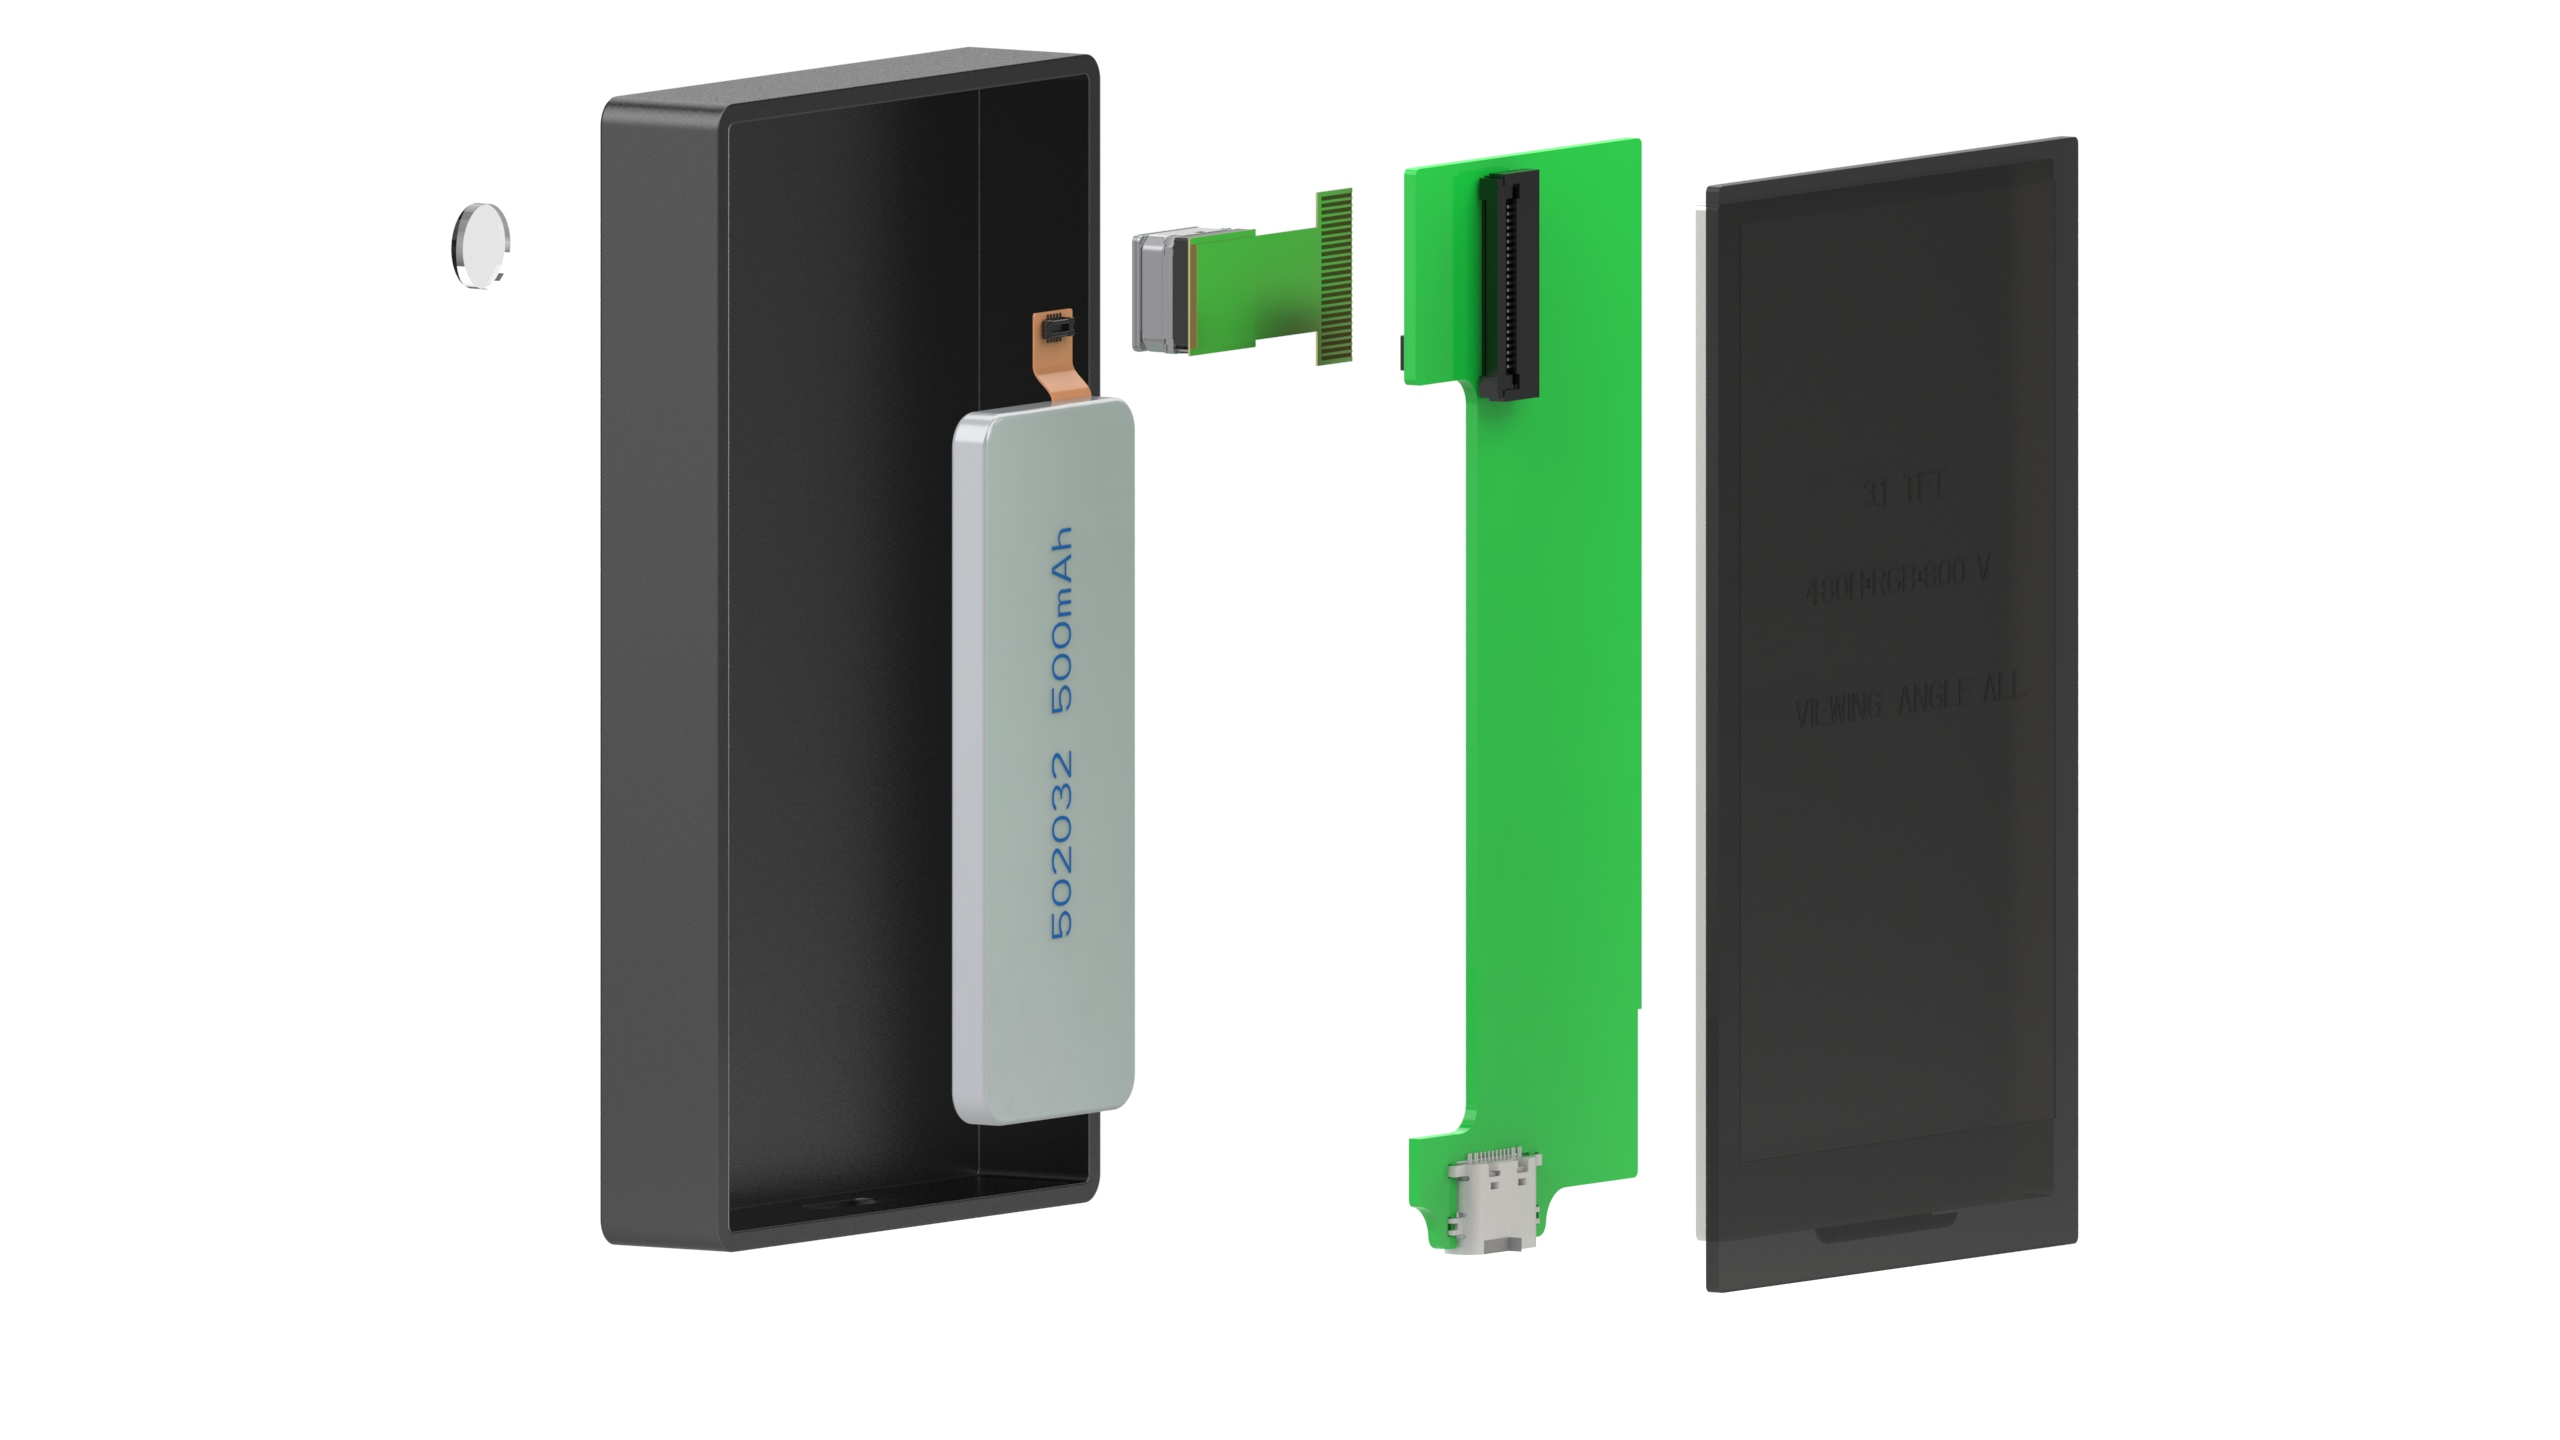 502032 500mAh
3.1 TFT
480H*RGB*800 V
VIEWING ANGLE ALL